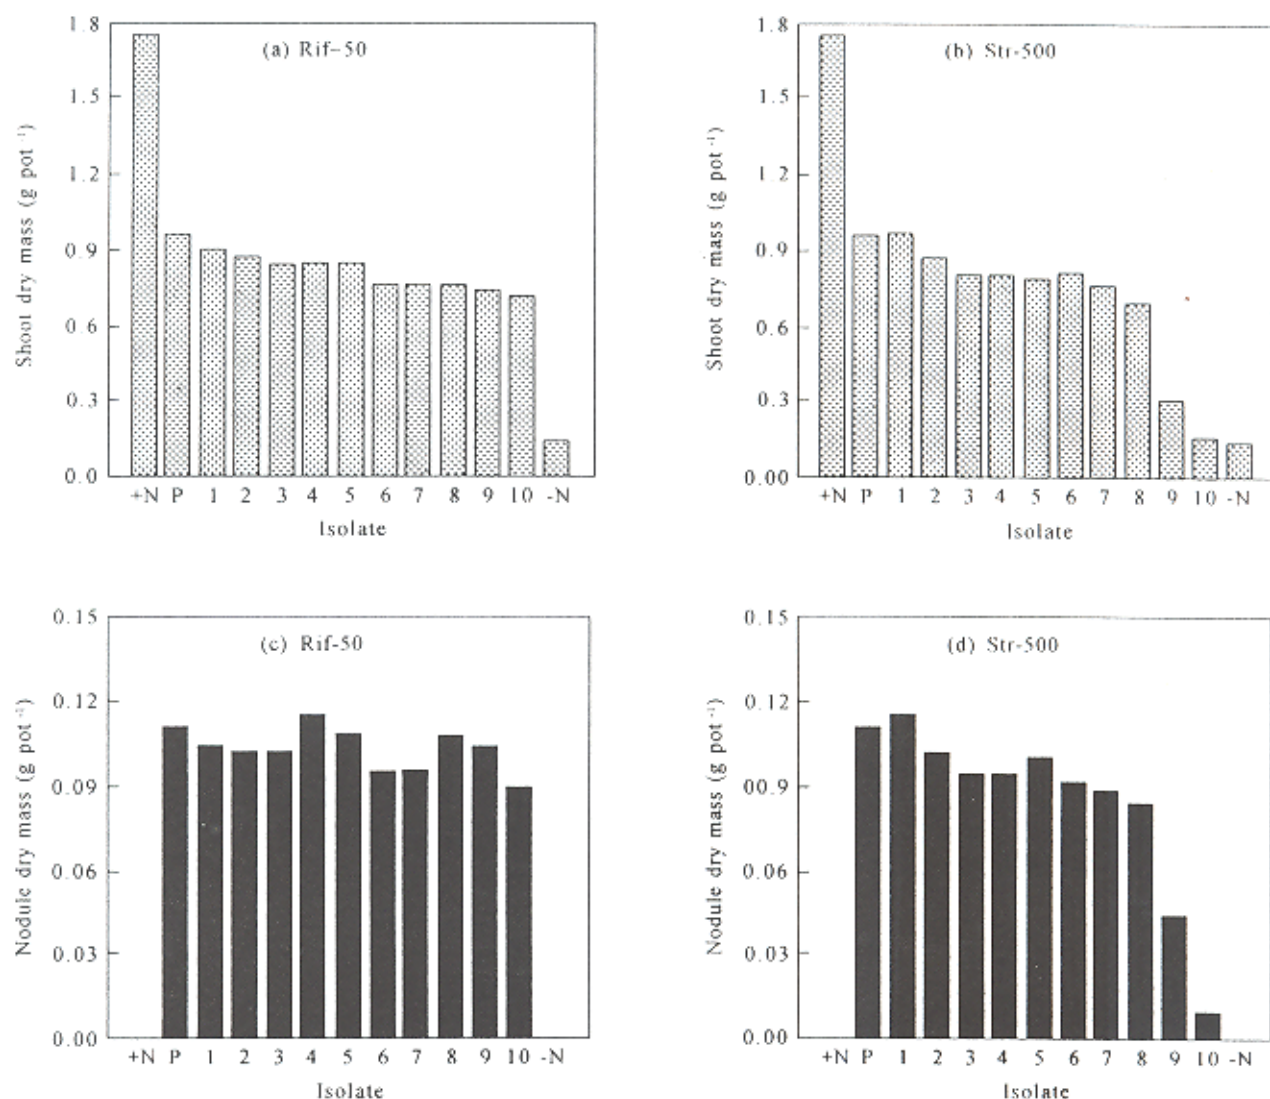 (a) Rif-50
Shoot dry mass (g pot -1)
1.8
1.5
1.2
0.9
0.6
0.3
0.0
+N P 1 2 3 4 5 6 7 8 9 10 -N
Isolate
(b) Str-500
Shoot dry mass (g pot -1)
1.8
1.5
1.2
0.9
0.6
0.3
0.00
+N P 1 2 3 4 5 6 7 8 9 10 -N
Isolate
(c) Rif-50
Nodule dry mass (g pot -1)
0.15
0.12
0.09
0.06
0.03
0.00
+N P 1 2 3 4 5 6 7 8 9 10 -N
Isolate
(d) Str-500
Nodule dry mass (g pot -1)
0.15
0.12
00.9
0.06
0.03
0.00
+N P 1 2 3 4 5 6 7 8 9 10 -N
Isolate